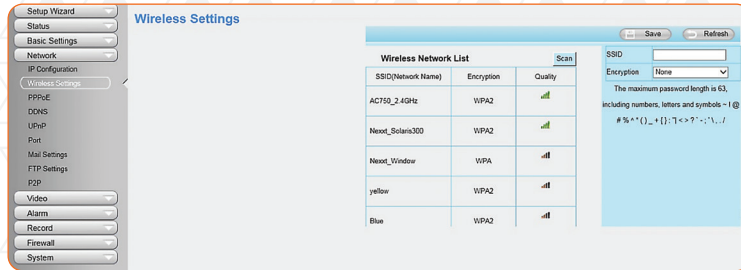 Setup Wizard
Status
Basic Settings
Network
IP Configuration
Wireless Settings
PPPoE
DDNS
UPnP
Port
Mail Settings
FTP Settings
P2P
Video
Alarm
Record
Firewall
System
Wireless Settings
Save Refresh
Wireless Network List Scan
SSID(Network Name) Encryption Quality
AC750_2.4GHz WPA2
Nexxt_Solaris300 WPA2
Nexxt_Window WPA
yellow WPA2
Blue WPA2
SSID
Encryption None
The maximum password length is 63,
including numbers, letters and symbols ~ ! @